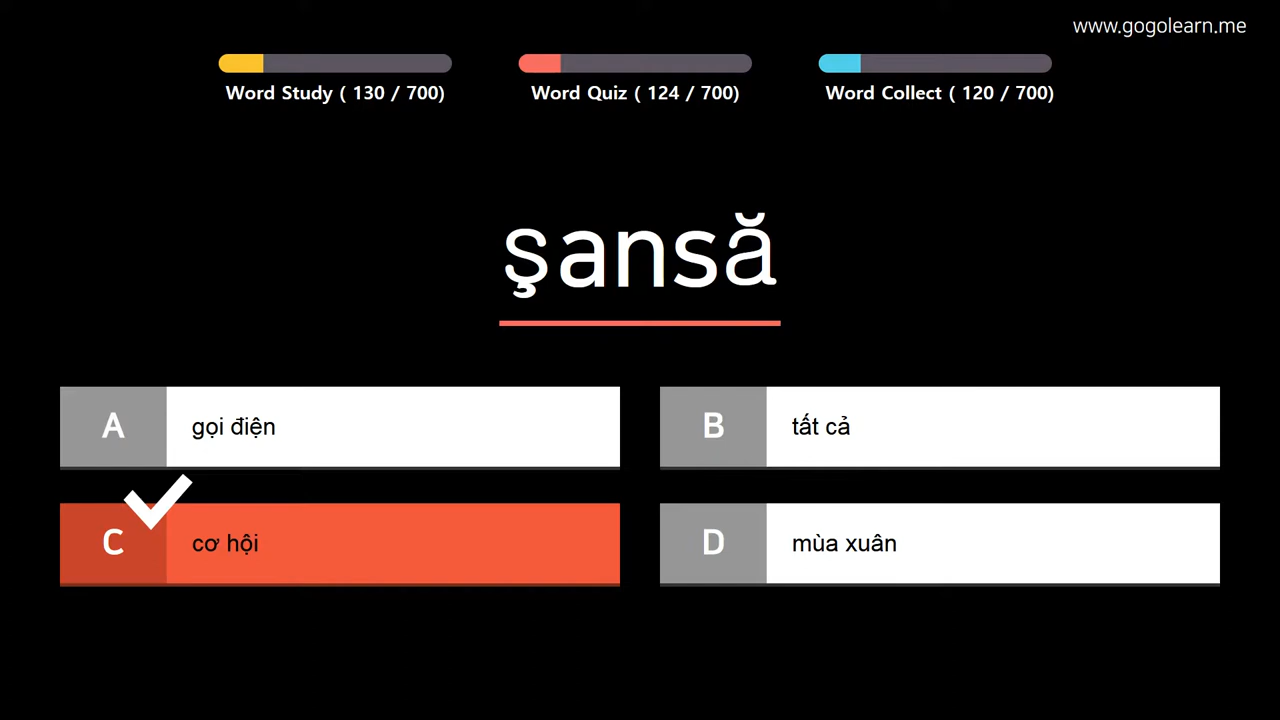 www.gogolearn.me
Word Study ( 130 / 700)
Word Quiz ( 124 / 700)
Word Collect ( 120 / 700)
şansă
A gọi điện
B tất cả
C cơ hội
D mùa xuân